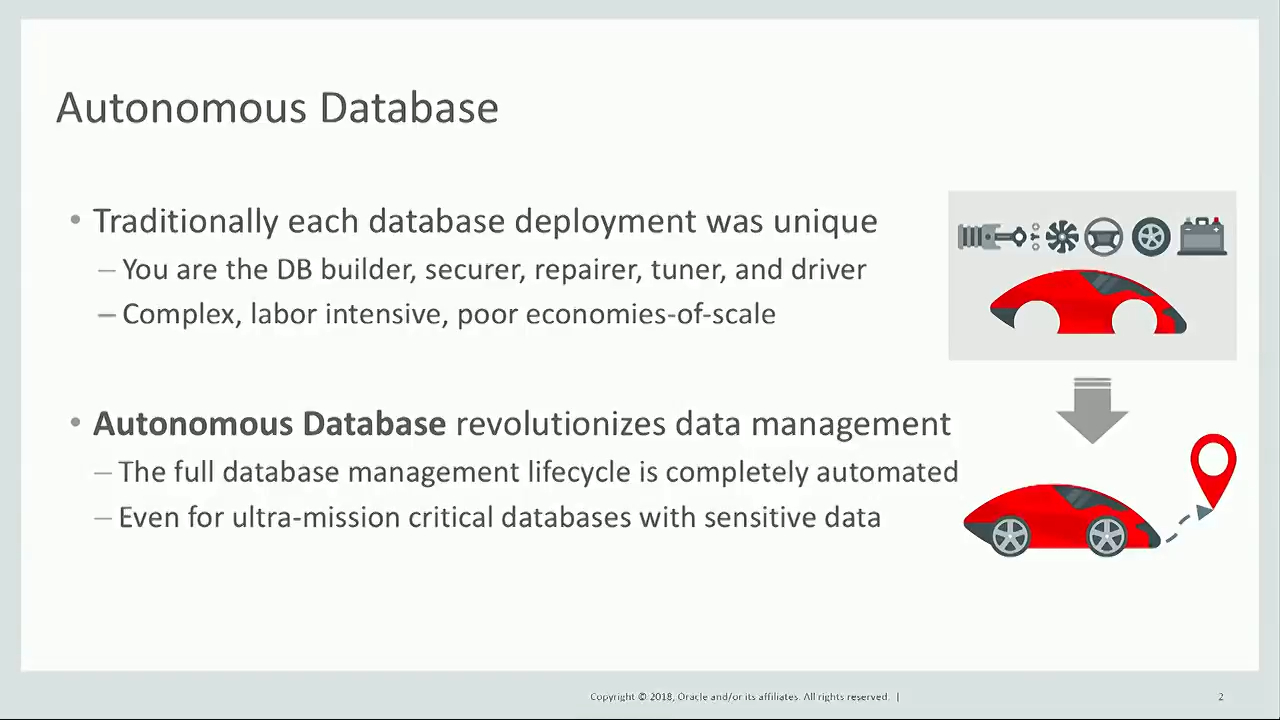 Autonomous Database
• Traditionally each database deployment was unique
– You are the DB builder, securer, repairer, tuner, and driver
– Complex, labor intensive, poor economies-of-scale
• Autonomous Database revolutionizes data management
– The full database management lifecycle is completely automated
– Even for ultra-mission critical databases with sensitive data
Copyright © 2018, Oracle and/or its affiliates. All rights reserved. | 2